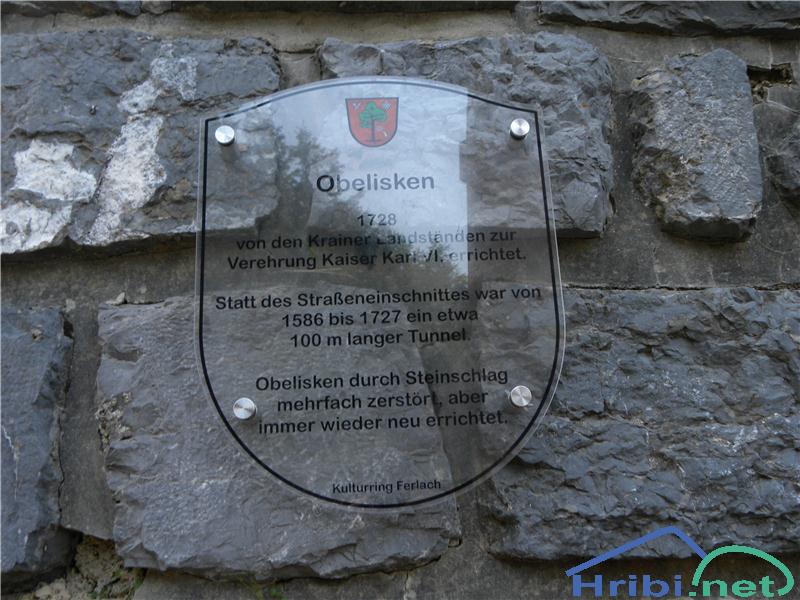 Obelisken
1728
von den Krainer Landständen zur
Verehrung Kaiser Karl VI. errichtet.
Statt des Straßeneinschnittes war von
1586 bis 1727 ein etwa
100 m langer Tunnel.
Obelisken durch Steinschlag
mehrfach zerstört, aber
immer wieder neu errichtet.
Kulturring Ferlach
Hribi.net